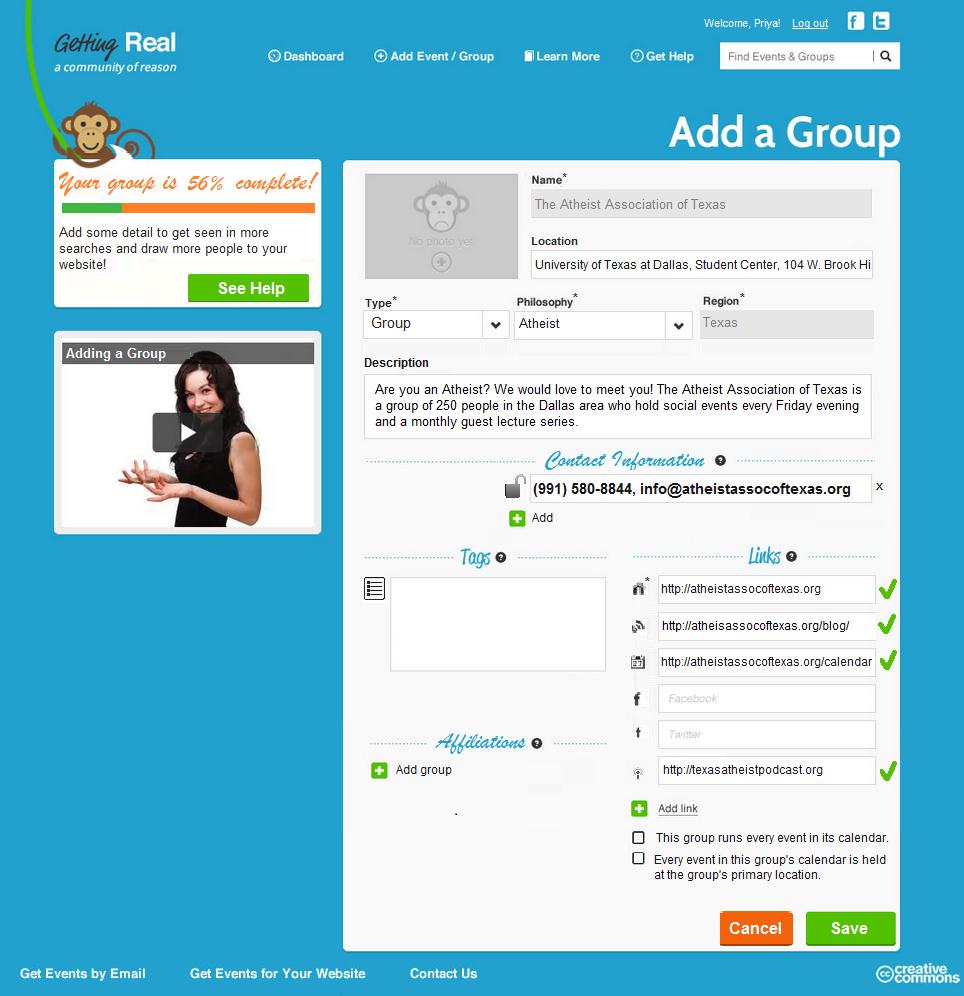 Welcome, Priya! Log out
Getting Real
a community of reason
Dashboard Add Event / Group Learn More Get Help Find Events & Groups
Add a Group
Your group is 56% complete!
Add some detail to get seen in more
searches and draw more people to your
website!
See Help
Adding a Group
No photo yet
Name*
The Atheist Association of Texas
Location
University of Texas at Dallas, Student Center, 104 W. Brook Hi
Type* Philosophy* Region*
Group Atheist Texas
Description
Are you an Atheist? We would love to meet you! The Atheist Association of Texas is
a group of 250 people in the Dallas area who hold social events every Friday evening
and a monthly guest lecture series.
Contact Information ?
(991) 580-8844, info@atheistassocoftexas.org x
Add
Tags ?
Affiliations ?
Add group
Links ?
http://atheistassocoftexas.org
http://atheisassocoftexas.org/blog/
http://atheistassocoftexas.org/calendar
Facebook
Twitter
http://texasatheistpodcast.org
Add link
This group runs every event in its calendar.
Every event in this group's calendar is held
at the group's primary location.
Cancel Save
Get Events by Email Get Events for Your Website Contact Us
cc creative
commons